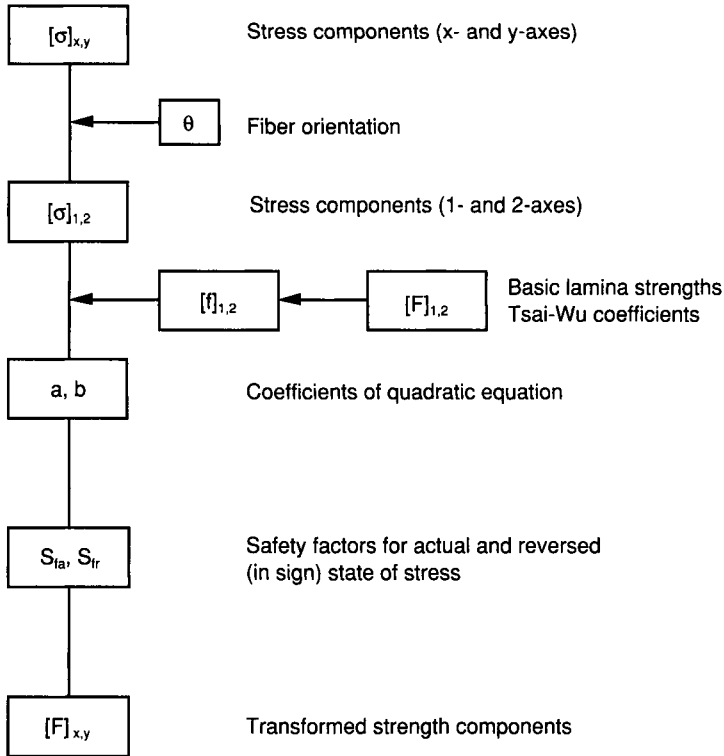 [σ]x,y Stress components (x- and y-axes)
θ Fiber orientation
[σ]1,2 Stress components (1- and 2-axes)
[f]1,2 [F]1,2 Basic lamina strengths
Tsai-Wu coefficients
a, b Coefficients of quadratic equation
Sfa, Sfr Safety factors for actual and reversed
(in sign) state of stress
[F]x,y Transformed strength components